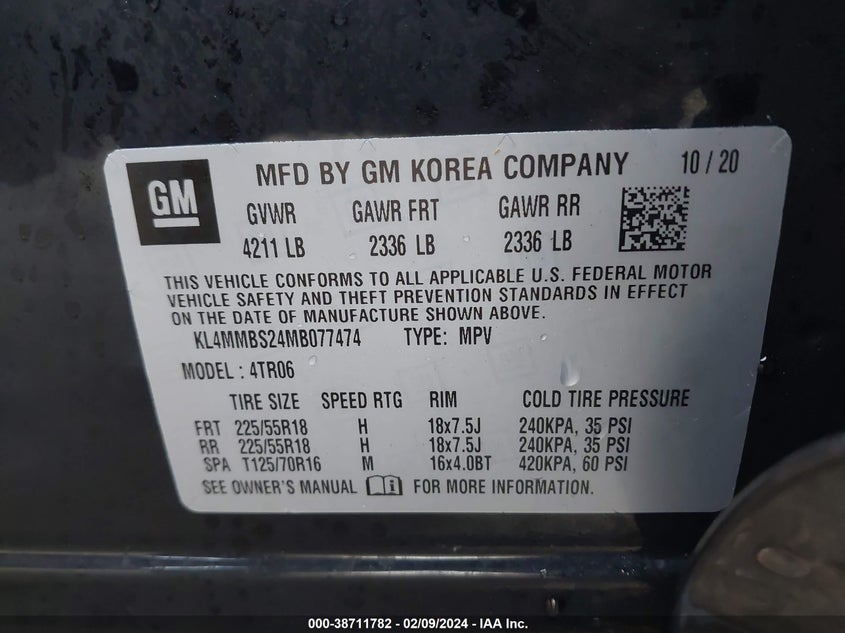 GM
MFD BY GM KOREA COMPANY 10 / 20
GVWR GAWR FRT GAWR RR
4211 LB 2336 LB 2336 LB
THIS VEHICLE CONFORMS TO ALL APPLICABLE U.S. FEDERAL MOTOR
VEHICLE SAFETY AND THEFT PREVENTION STANDARDS IN EFFECT
ON THE DATE OF MANUFACTURE SHOWN ABOVE.
KL4MMBS24MB077474 TYPE: MPV
MODEL : 4TR06
TIRE SIZE SPEED RTG RIM COLD TIRE PRESSURE
FRT 225/55R18 H 18x7.5J 240KPA, 35 PSI
RR 225/55R18 H 18x7.5J 240KPA, 35 PSI
SPA T125/70R16 M 16x4.0BT 420KPA, 60 PSI
SEE OWNER'S MANUAL i FOR MORE INFORMATION.
000-38711782 - 02/09/2024 - IAA Inc.